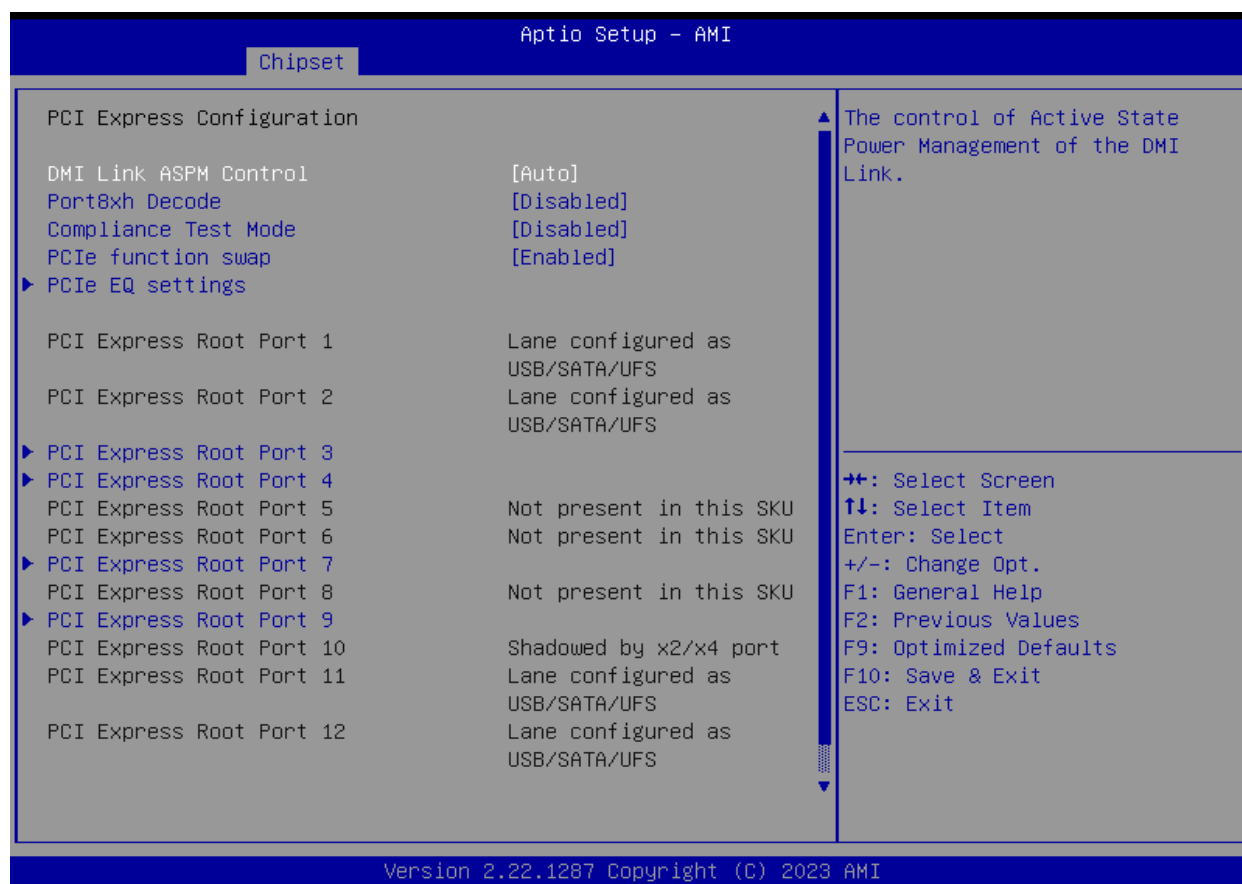 Aptio Setup – AMI
Chipset
PCI Express Configuration
DMI Link ASPM Control [Auto]
Port8xh Decode [Disabled]
Compliance Test Mode [Disabled]
PCIe function swap [Enabled]
PCIe EQ settings
PCI Express Root Port 1 Lane configured as
USB/SATA/UFS
PCI Express Root Port 2 Lane configured as
USB/SATA/UFS
PCI Express Root Port 3
PCI Express Root Port 4
PCI Express Root Port 5 Not present in this SKU
PCI Express Root Port 6 Not present in this SKU
PCI Express Root Port 7
PCI Express Root Port 8 Not present in this SKU
PCI Express Root Port 9
PCI Express Root Port 10 Shadowed by x2/x4 port
PCI Express Root Port 11 Lane configured as
USB/SATA/UFS
PCI Express Root Port 12 Lane configured as
USB/SATA/UFS
The control of Active State
Power Management of the DMI
Link.
→←: Select Screen
↑↓: Select Item
Enter: Select
+/-: Change Opt.
F1: General Help
F2: Previous Values
F9: Optimized Defaults
F10: Save & Exit
ESC: Exit
Version 2.22.1287 Copyright (C) 2023 AMI